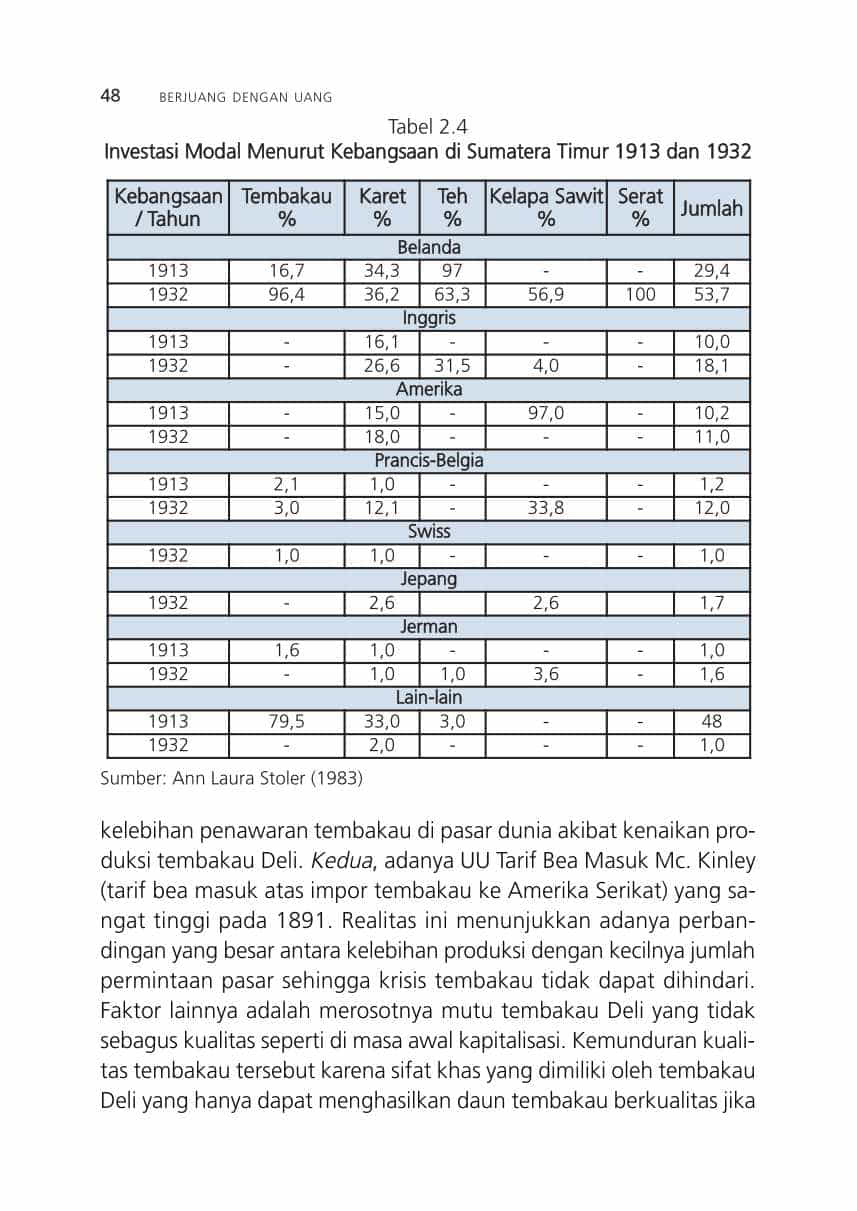 48 BERJUANG DENGAN UANG
Tabel 2.4
Investasi Modal Menurut Kebangsaan di Sumatera Timur 1913 dan 1932
Kebangsaan / Tahun Tembakau % Karet % Teh % Kelapa Sawit % Serat % Jumlah
Belanda
1913 16,7 34,3 97 - - 29,4
1932 96,4 36,2 63,3 56,9 100 53,7
Inggris
1913 - 16,1 - - - 10,0
1932 - 26,6 31,5 4,0 - 18,1
Amerika
1913 - 15,0 - 97,0 - 10,2
1932 - 18,0 - - - 11,0
Prancis-Belgia
1913 2,1 1,0 - - - 1,2
1932 3,0 12,1 - 33,8 - 12,0
Swiss
1932 1,0 1,0 - - - 1,0
Jepang
1932 - 2,6 2,6 1,7
Jerman
1913 1,6 1,0 - - - 1,0
1932 - 1,0 1,0 3,6 - 1,6
Lain-lain
1913 79,5 33,0 3,0 - - 48
1932 - 2,0 - - - 1,0
Sumber: Ann Laura Stoler (1983)
kelebihan penawaran tembakau di pasar dunia akibat kenaikan pro-
duksi tembakau Deli. Kedua, adanya UU Tarif Bea Masuk Mc. Kinley
(tarif bea masuk atas impor tembakau ke Amerika Serikat) yang sa-
ngat tinggi pada 1891. Realitas ini menunjukkan adanya perban-
dingan yang besar antara kelebihan produksi dengan kecilnya jumlah
permintaan pasar sehingga krisis tembakau tidak dapat dihindari.
Faktor lainnya adalah merosotnya mutu tembakau Deli yang tidak
sebagus kualitas seperti di masa awal kapitalisasi. Kemunduran kuali-
tas tembakau tersebut karena sifat khas yang dimiliki oleh tembakau
Deli yang hanya dapat menghasilkan daun tembakau berkualitas jika